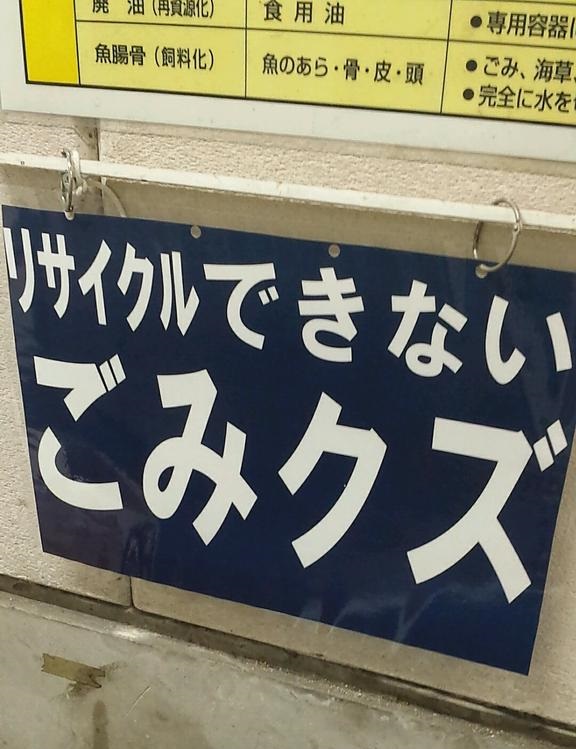 廃 油(再資源化) 食用油 ●専用容器に
魚腸骨(飼料化) 魚のあら・骨・皮・頭 ●ごみ、海草
●完全に水を
リサイクルできない
ごみクズ